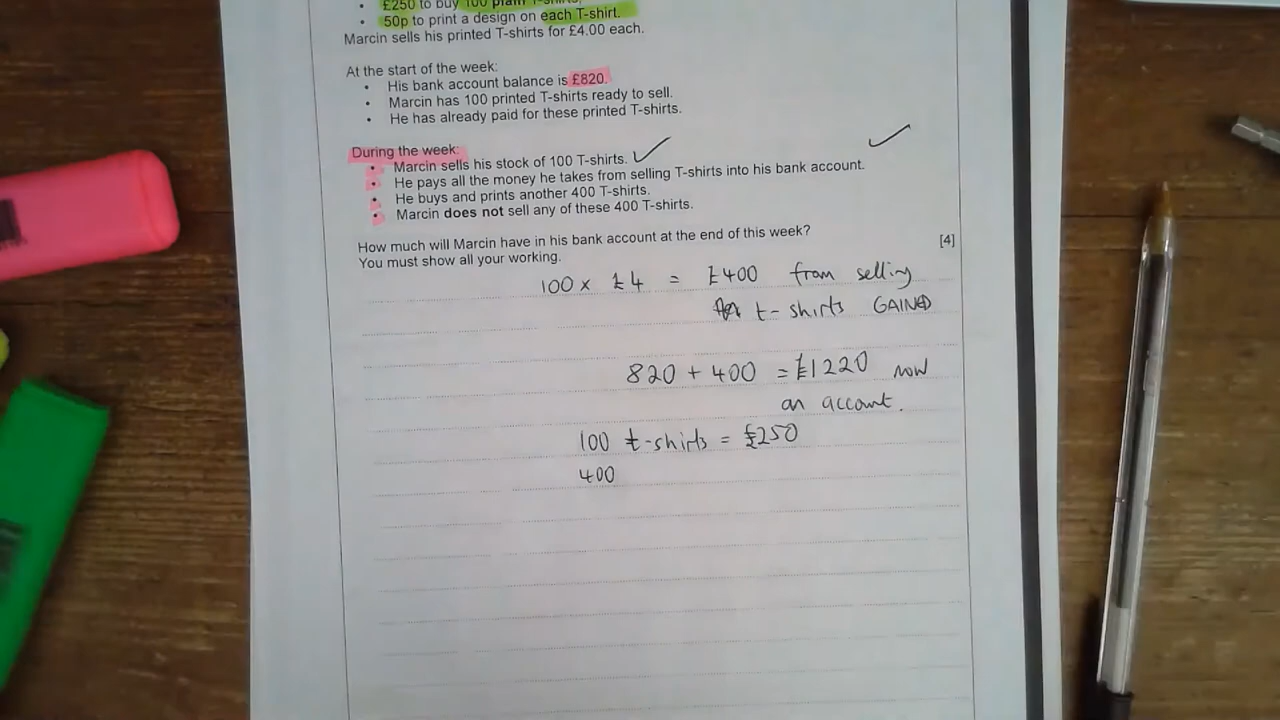 • £250 to buy 100 plain T-shirts,
• 50p to print a design on each T-shirt.
Marcin sells his printed T-shirts for £4.00 each.
At the start of the week:
• His bank account balance is £820.
• Marcin has 100 printed T-shirts ready to sell.
• He has already paid for these printed T-shirts.
During the week:
• Marcin sells his stock of 100 T-shirts.
• He pays all the money he takes from selling T-shirts into his bank account.
• He buys and prints another 400 T-shirts.
• Marcin does not sell any of these 400 T-shirts.
How much will Marcin have in his bank account at the end of this week?
You must show all your working.
[4]
100 x £4 = £400 from selling
t-shirts GAINED
820 + 400 = £1220 now
on account.
100 t-shirts = £250
400